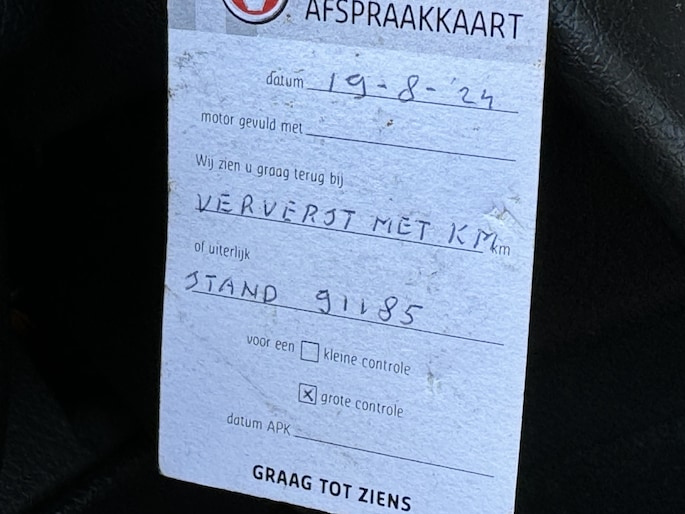 AFSPRAAKKAART
datum 19-8-'24
motor gevuld met
Wij zien u graag terug bij
VERVERST MET KM km
of uiterlijk
STAND 91185
voor een ☐ kleine controle
☒ grote controle
datum APK
GRAAG TOT ZIENS